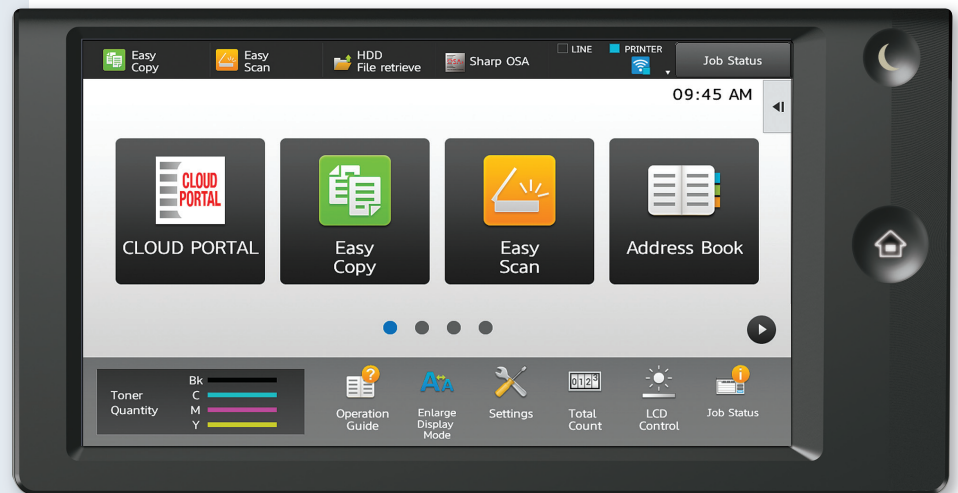 Easy
Copy
Easy
Scan
HDD
File retrieve
Sharp OSA
LINE
PRINTER
Job Status
09:45 AM
CLOUD
PORTAL
CLOUD PORTAL
Easy
Copy
Easy
Scan
Address Book
Toner
Quantity
Bk
C
M
Y
Operation
Guide
Enlarge
Display
Mode
Settings
Total
Count
LCD
Control
Job Status